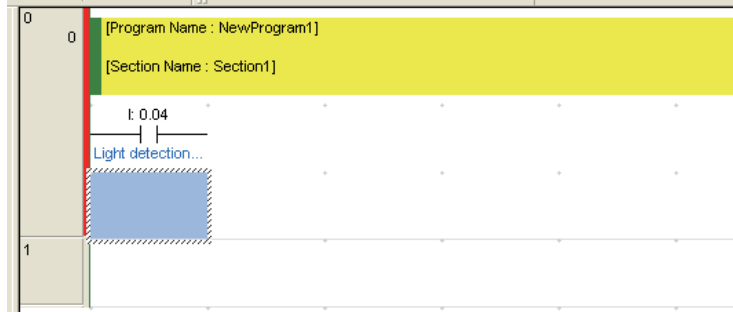 0
0
[Program Name : NewProgram1]
[Section Name : Section1]
I: 0.04
Light detection...
1